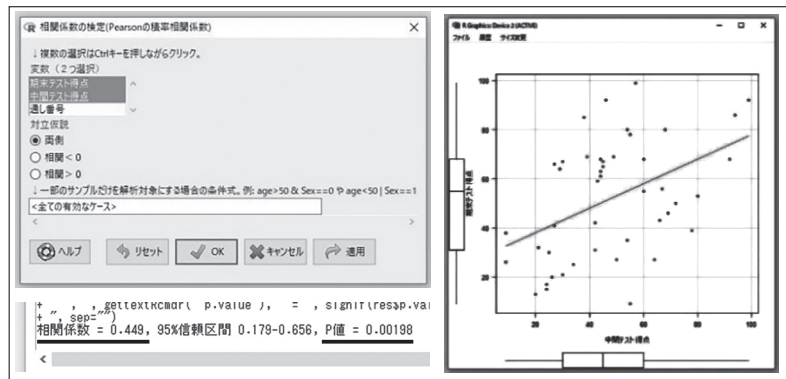 相関係数の検定(Pearsonの積率相関係数)
↓複数の選択はCtrlキーを押しながらクリック。
変数（2つ選択）
期末テスト得点
中間テスト得点
通し番号
対立仮説
両側
相関 < 0
相関 > 0
↓一部のサンプルだけを解析対象にする場合の条件式。例: age>50 & Sex==0 や age<50 | Sex==1
<全ての有効なケース>
ヘルプ
リセット
OK
キャンセル
適用
+ ", sep="")
相関係数 = 0.449, 95%信頼区間 0.179-0.656, P値 = 0.00198
R Graphics: Device 2 (ACTIVE)
ファイル 履歴 サイズ変更
100
80
60
40
20
期末テスト得点
20
40
60
80
100
中間テスト得点